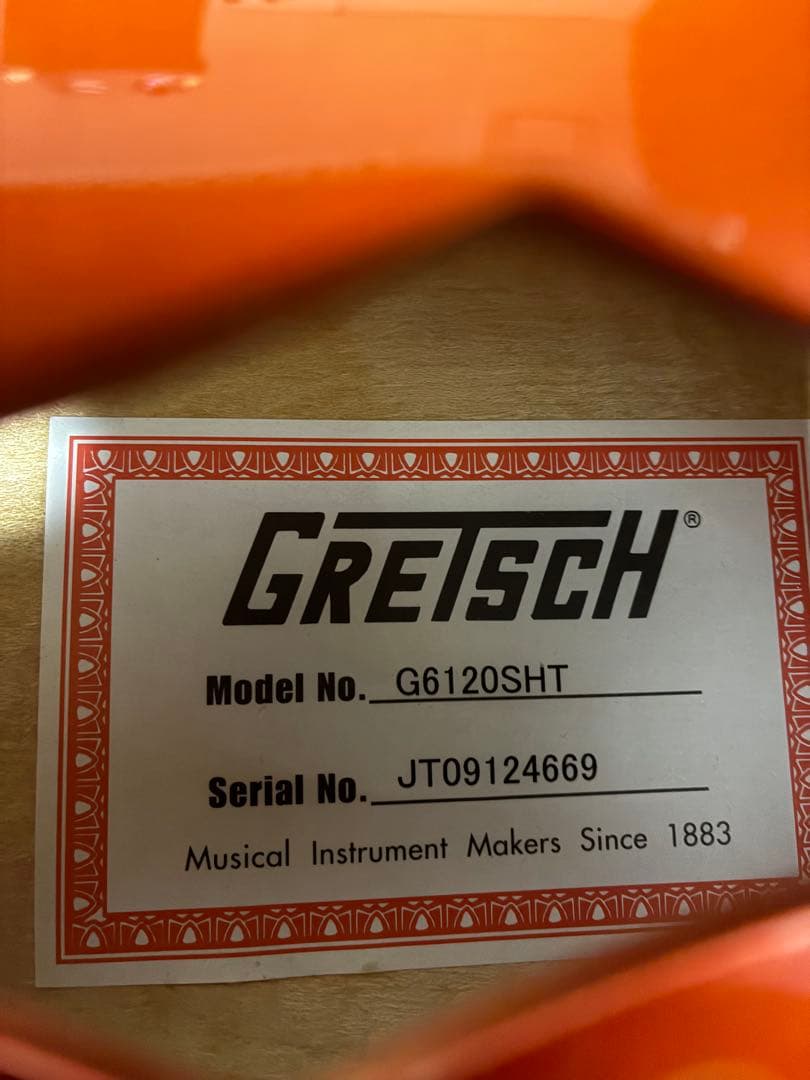 GRETSCH®
Model No. G6120SHT
Serial No. JT09124669
Musical Instrument Makers Since 1883